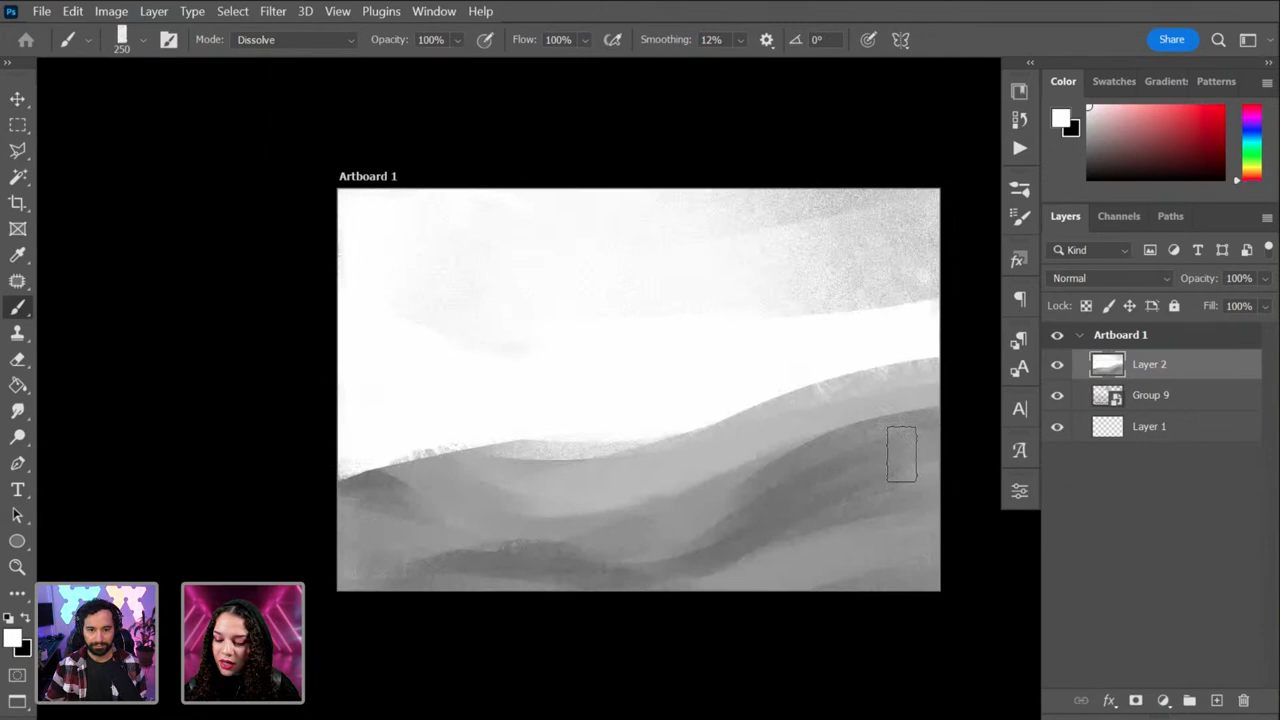 Ps File Edit Image Layer Type Select Filter 3D View Plugins Window Help
250 Mode: Dissolve Opacity: 100% Flow: 100% Smoothing: 12% 0° Share
Color Swatches Gradient: Patterns
Artboard 1
Layers Channels Paths
Kind
Normal Opacity: 100%
Lock: Fill: 100%
Artboard 1
Layer 2
Group 9
Layer 1